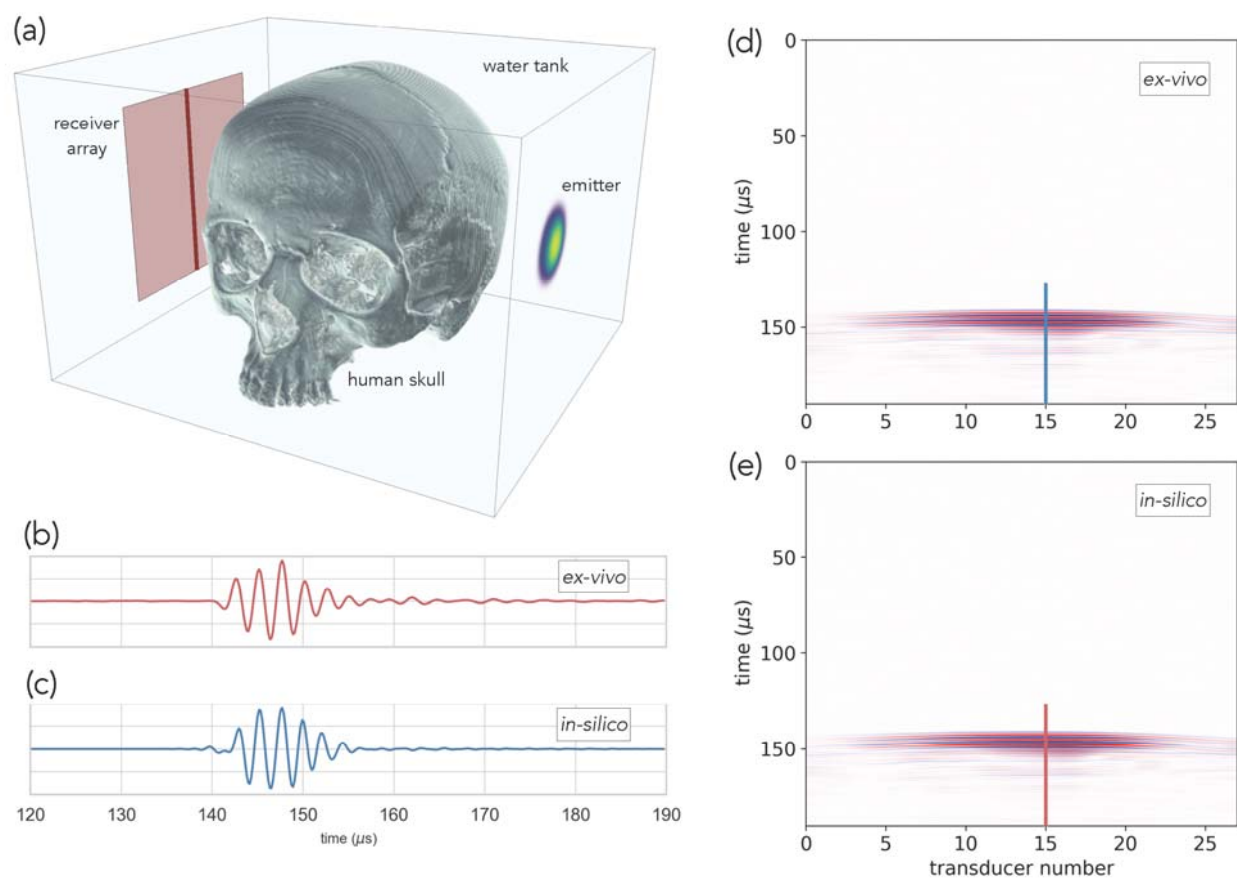 (a)
water tank
receiver
array
emitter
human skull
(b)
ex-vivo
(c)
in-silico
120 130 140 150 160 170 180 190
time (μs)
(d)
0
50
100
150
time (μs)
ex-vivo
0 5 10 15 20 25
(e)
0
50
100
150
time (μs)
in-silico
0 5 10 15 20 25
transducer number